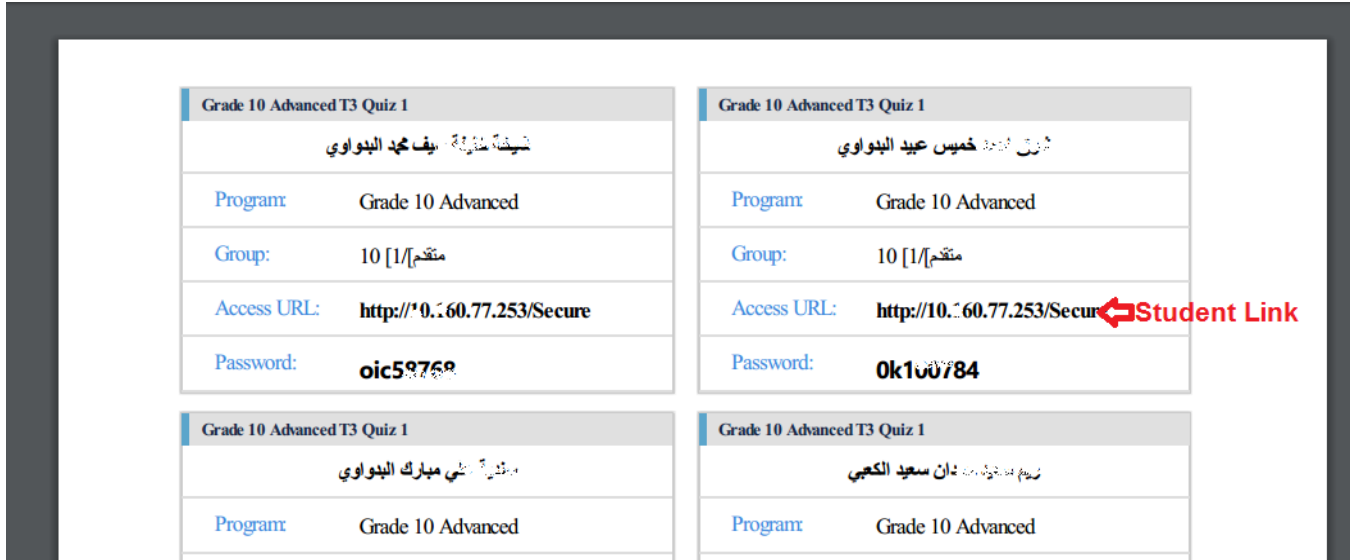 Grade 10 Advanced T3 Quiz 1
محمد البدواوي
Program: Grade 10 Advanced
Group: 10 [1/]متقدم
Access URL:
Password:
Grade 10 Advanced T3 Quiz 1
خميس عبيد البدواوي
Program: Grade 10 Advanced
Group: 10 [1/]متقدم
Access URL: Student Link
Password:
Grade 10 Advanced T3 Quiz 1
مبارك البدواوي
Program: Grade 10 Advanced
Grade 10 Advanced T3 Quiz 1
سعيد الكعبي
Program: Grade 10 Advanced